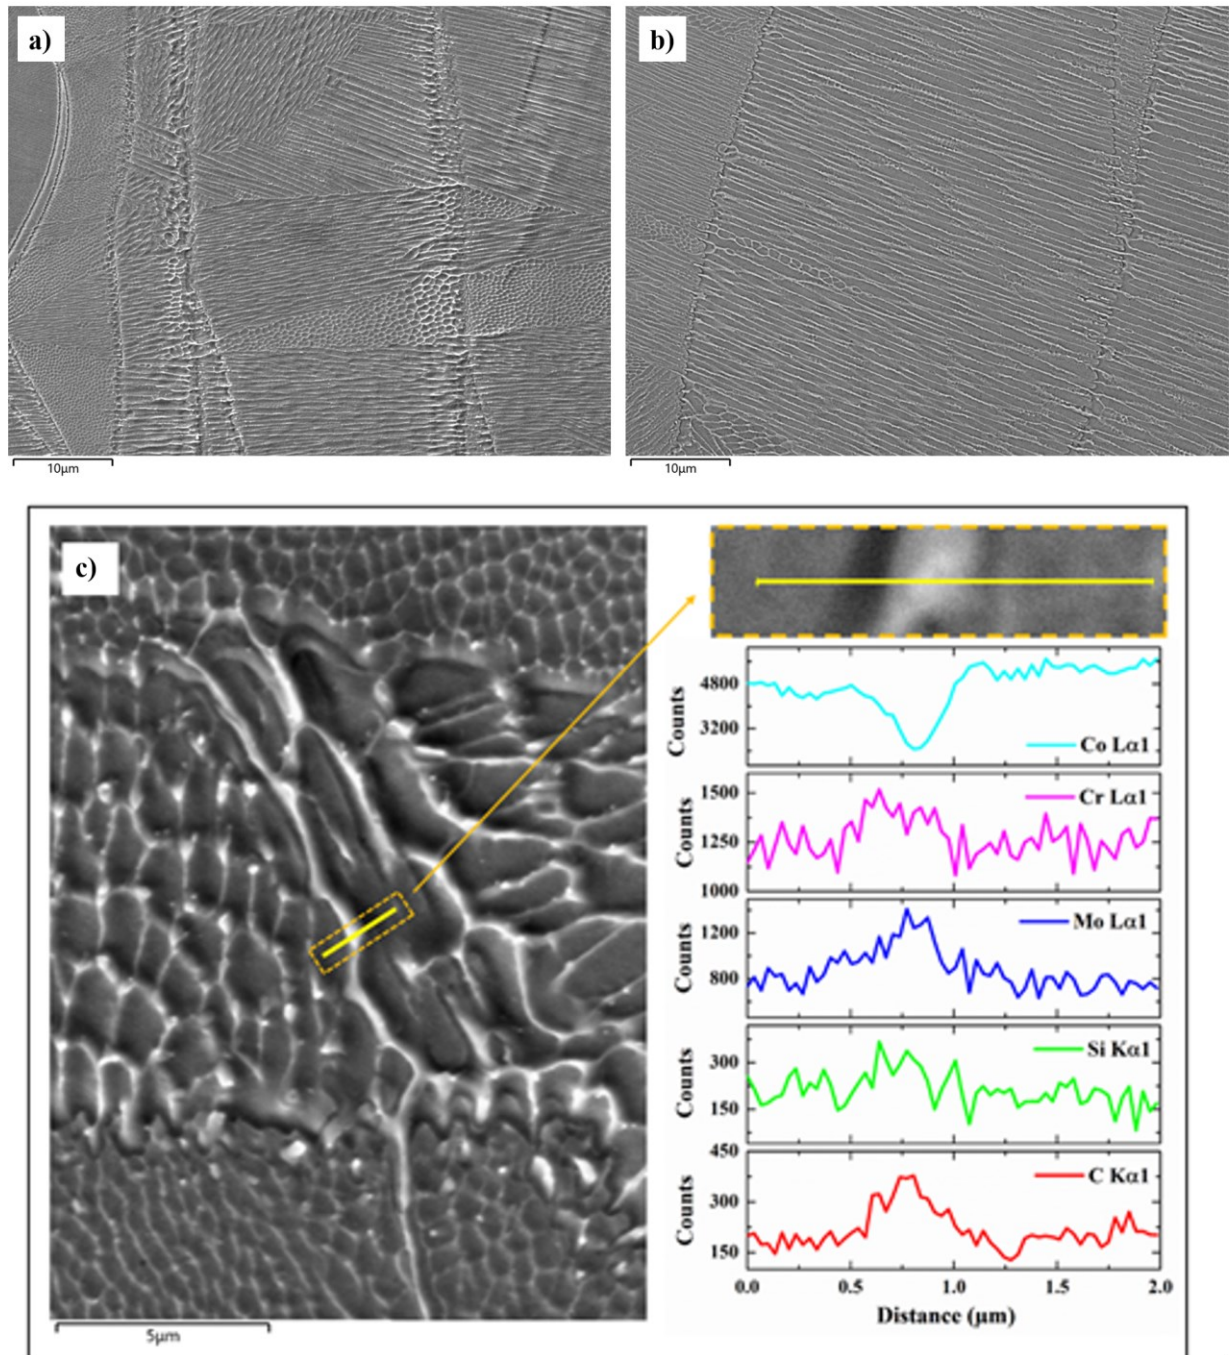 a)
b)
10μm
10μm
c)
4800
3200
Counts
Co Lα1
1500
1250
1000
Counts
Cr Lα1
1200
800
Counts
Mo Lα1
300
150
Counts
Si Kα1
450
300
150
Counts
C Kα1
0.0 0.5 1.0 1.5 2.0
Distance (μm)
5μm